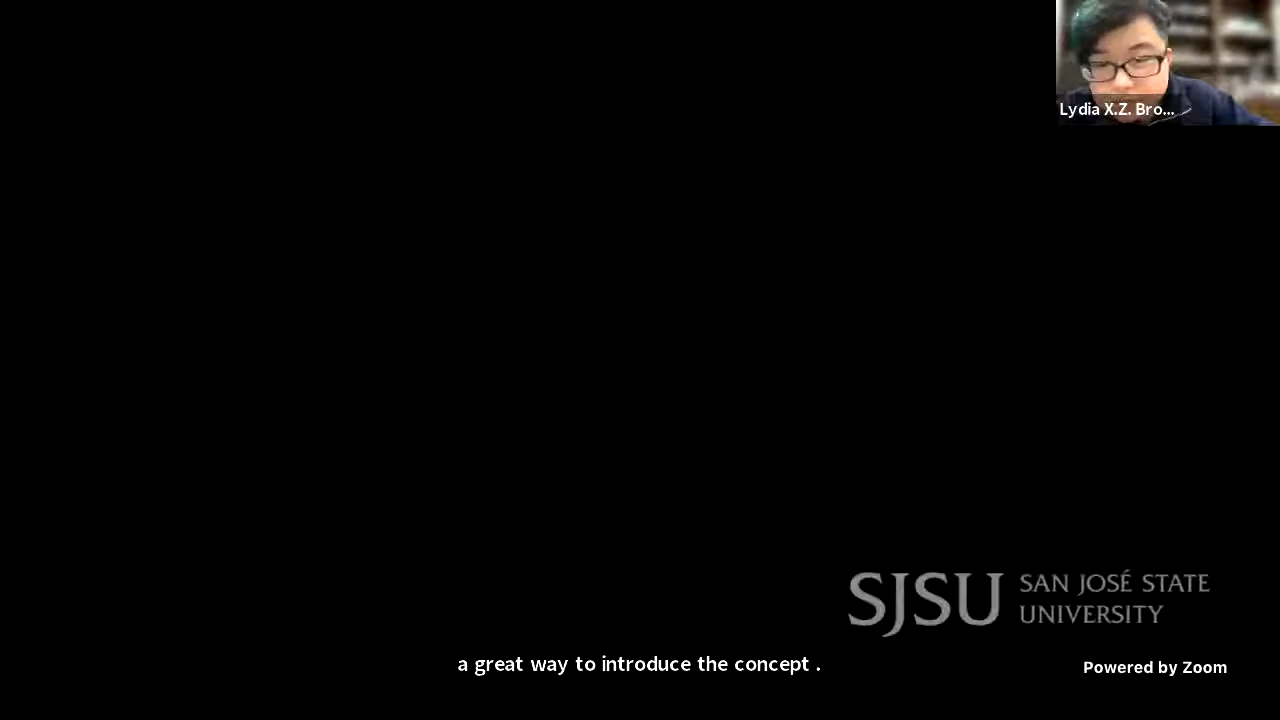 Lydia X.Z. Bro...
SJSU
SAN JOSÉ STATE
UNIVERSITY
a great way to introduce the concept .
Powered by Zoom